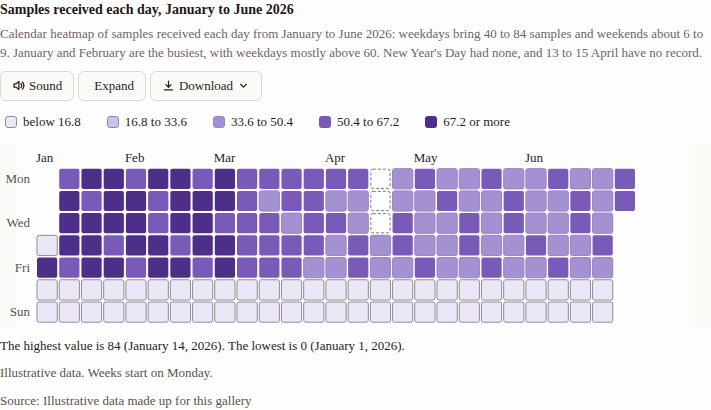 Samples received each day, January to June 2026
Calendar heatmap of samples received each day from January to June 2026: weekdays bring 40 to 84 samples and weekends about 6 to
9. January and February are the busiest, with weekdays mostly above 60. New Year's Day had none, and 13 to 15 April have no record.
Sound Expand Download
below 16.8 16.8 to 33.6 33.6 to 50.4 50.4 to 67.2 67.2 or more
Jan Feb Mar Apr May Jun
Mon
Wed
Fri
Sun
The highest value is 84 (January 14, 2026). The lowest is 0 (January 1, 2026).
Illustrative data. Weeks start on Monday.
Source: Illustrative data made up for this gallery